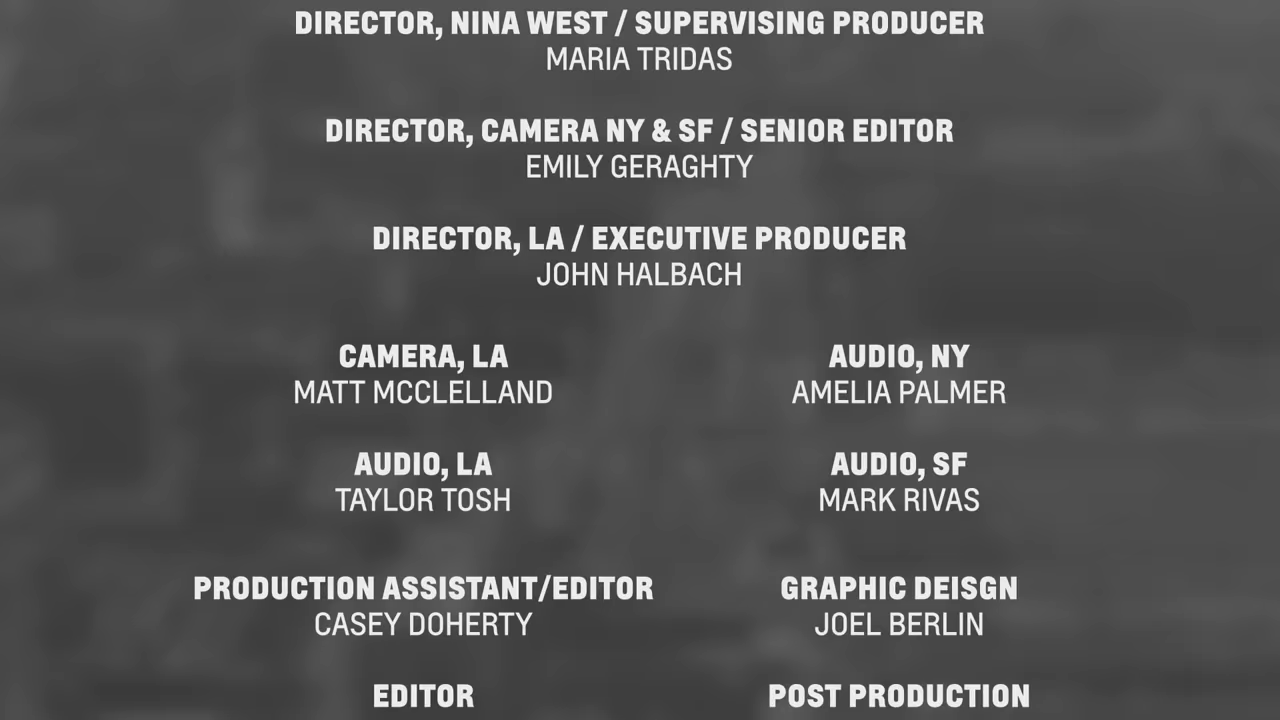 DIRECTOR, NINA WEST / SUPERVISING PRODUCER
MARIA TRIDAS
DIRECTOR, CAMERA NY & SF / SENIOR EDITOR
EMILY GERAGHTY
DIRECTOR, LA / EXECUTIVE PRODUCER
JOHN HALBACH
CAMERA, LA
MATT MCCLELLAND
AUDIO, NY
AMELIA PALMER
AUDIO, LA
TAYLOR TOSH
AUDIO, SF
MARK RIVAS
PRODUCTION ASSISTANT/EDITOR
CASEY DOHERTY
GRAPHIC DEISGN
JOEL BERLIN
EDITOR
POST PRODUCTION